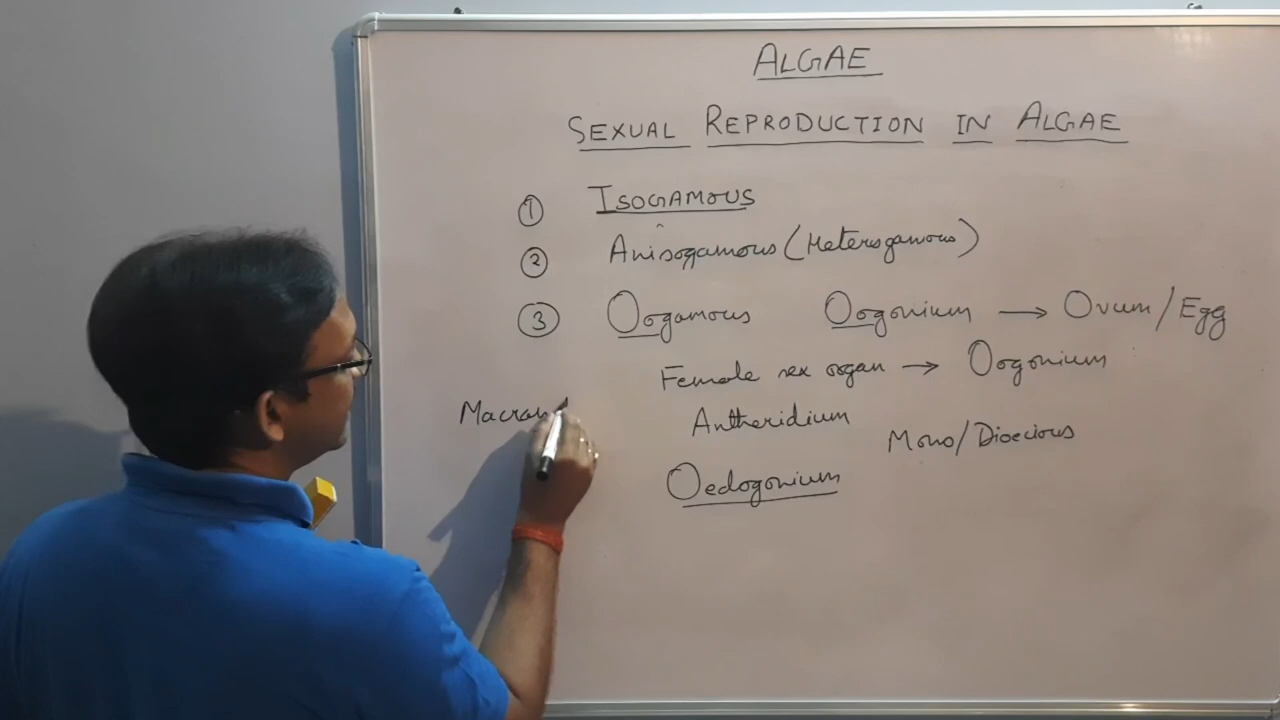 ALGAE
SEXUAL REPRODUCTION IN ALGAE
① ISOGAMOUS
② Anisogamous (Heterogamous)
③ Oogamous Oogonium → Ovum/Egg
Female sex organ → Oogonium
Macran
Antheridium
Mono/Dioecious
Oedogonium